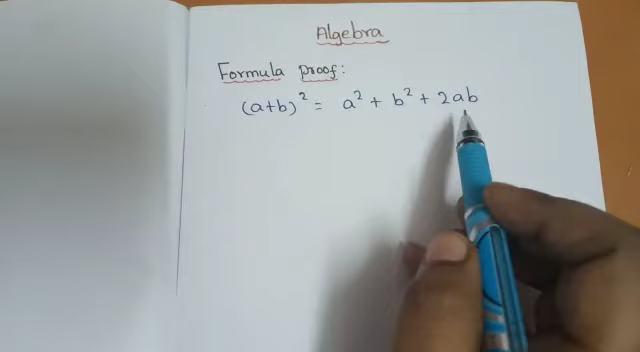 Algebra
Formula proof:
(a+b)² = a² + b² + 2ab